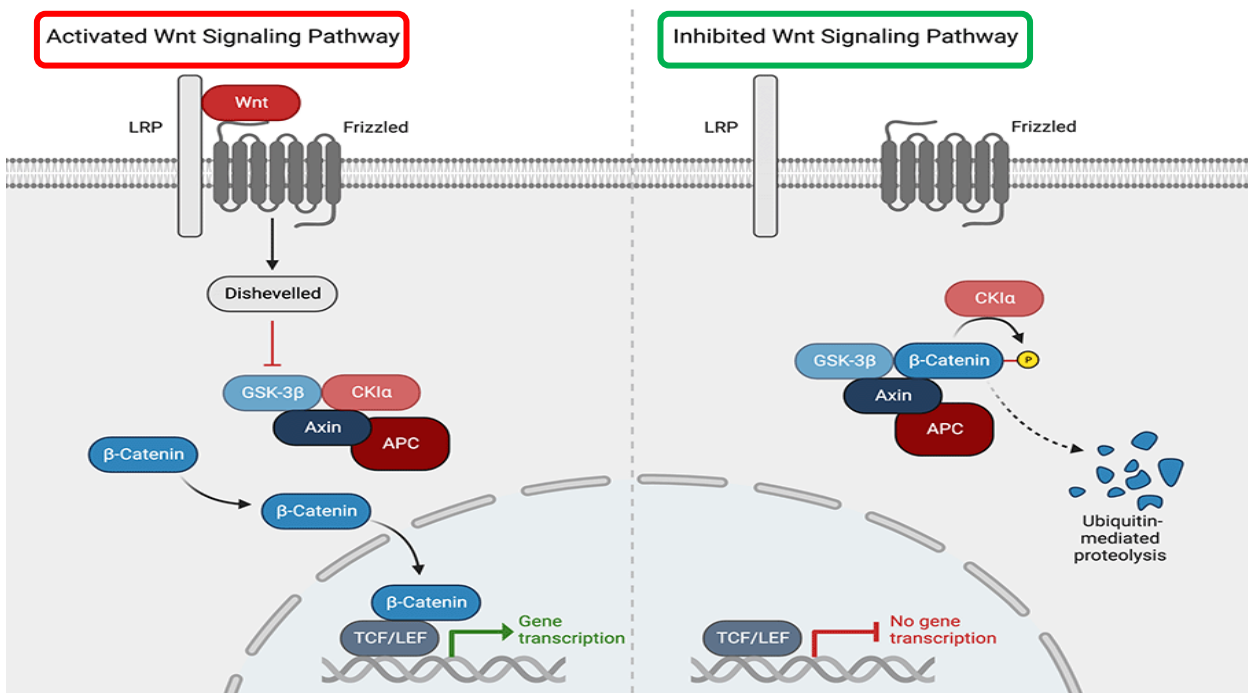 Activated Wnt Signaling Pathway
Wnt
LRP
Frizzled
Dishevelled
GSK-3β
CKIα
Axin
APC
β-Catenin
β-Catenin
β-Catenin
TCF/LEF
Gene
transcription
Inhibited Wnt Signaling Pathway
LRP
Frizzled
CKIα
GSK-3β
β-Catenin
P
Axin
APC
Ubiquitin-
mediated
proteolysis
TCF/LEF
No gene
transcription